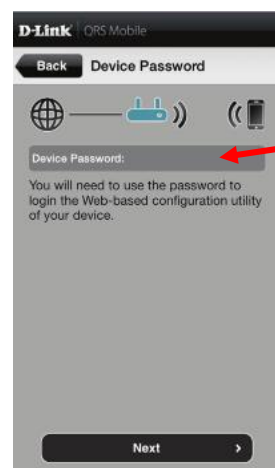 D-Link QRS Mobile
Back Device Password
Device Password:
You will need to use the password to
login the Web-based configuration utility
of your device.
Next